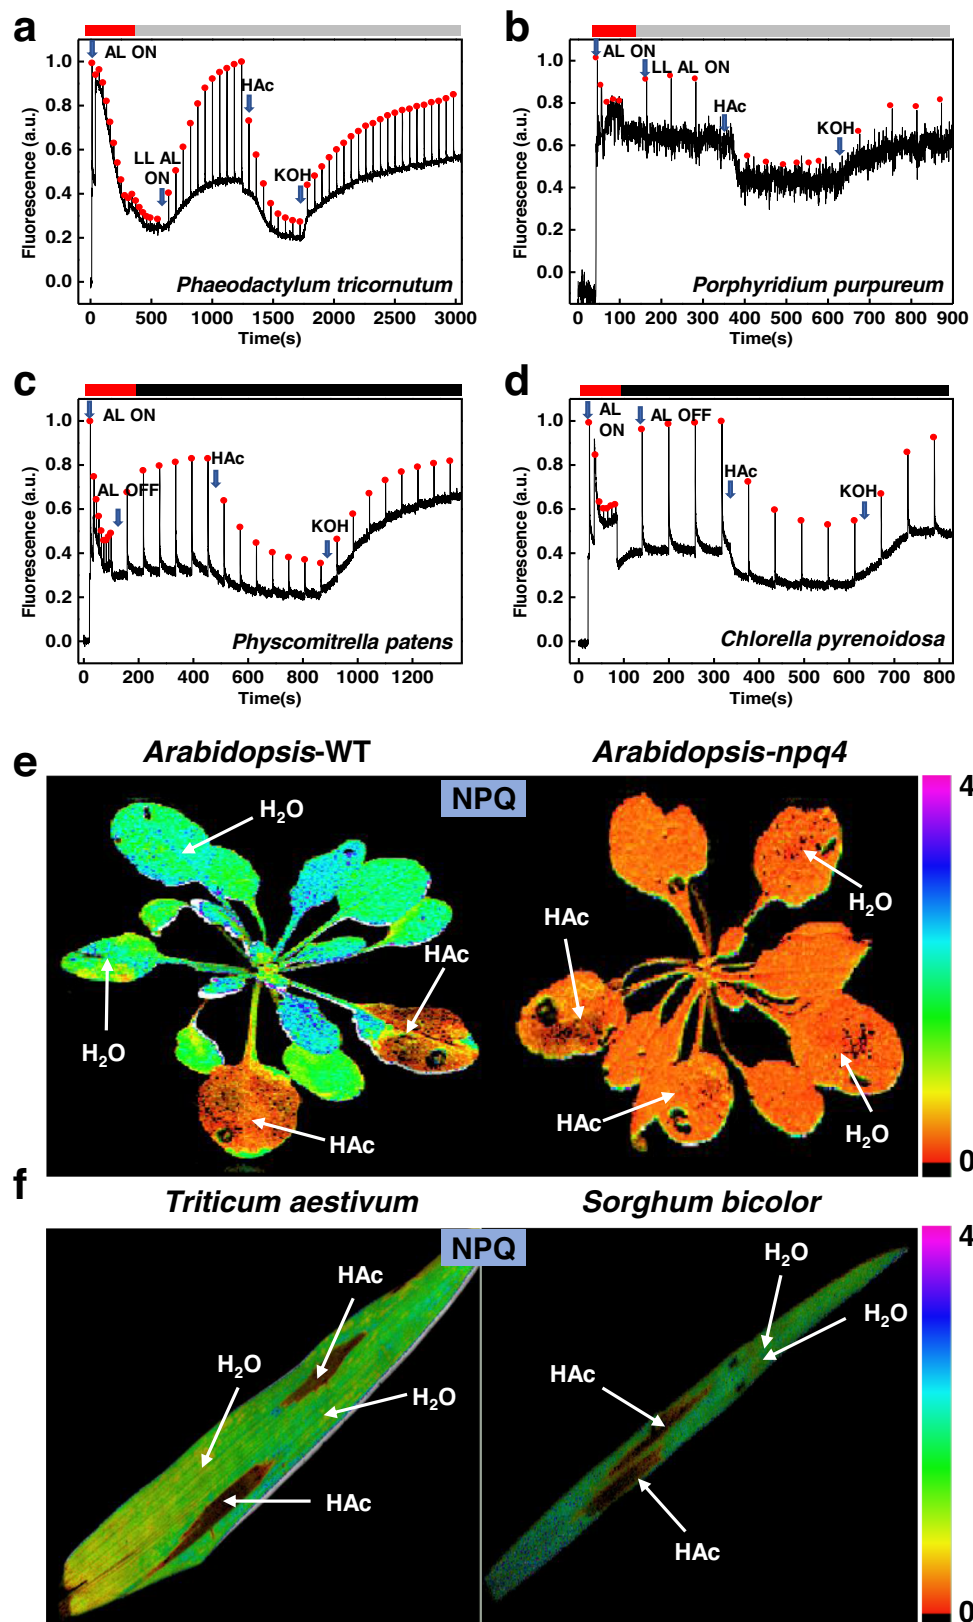 a
AL ON
HAc
LL AL
ON
KOH
Phaeodactylum tricornutum
Fluorescence (a.u.)
1.0
0.8
0.6
0.4
0.2
0.0
0 500 1000 1500 2000 2500 3000
Time(s)
b
AL ON
LL AL ON
HAc
KOH
Porphyridium purpureum
Fluorescence (a.u.)
1.0
0.8
0.6
0.4
0.2
0.0
0 100 200 300 400 500 600 700 800 900
Time(s)
c
AL ON
AL OFF
HAc
KOH
Physcomitrella patens
Fluorescence (a.u.)
1.0
0.8
0.6
0.4
0.2
0.0
0 200 400 600 800 1000 1200
Time(s)
d
AL
ON
AL OFF
HAc
KOH
Chlorella pyrenoidosa
Fluorescence (a.u.)
1.0
0.8
0.6
0.4
0.2
0.0
0 100 200 300 400 500 600 700 800
Time(s)
e
Arabidopsis-WT
Arabidopsis-npq4
NPQ
H2O
HAc
H2O
HAc
H2O
HAc
HAc
H2O
4
0
f
Triticum aestivum
Sorghum bicolor
NPQ
HAc
H2O
H2O
HAc
H2O
H2O
HAc
HAc
4
0